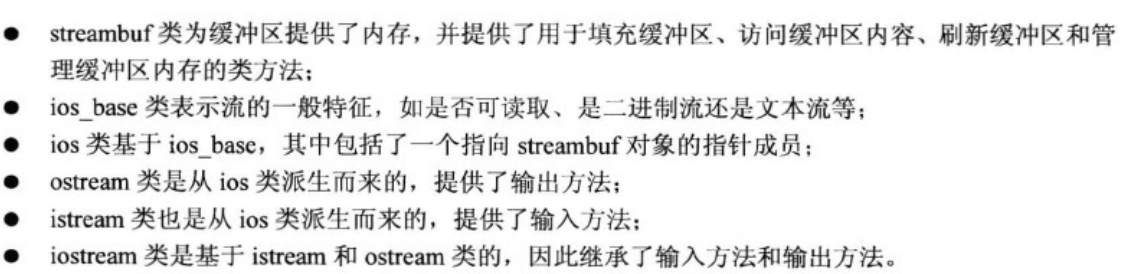 ● streambuf 类为缓冲区提供了内存，并提供了用于填充缓冲区、访问缓冲区内容、刷新缓冲区和管
理缓冲区内存的类方法；
● ios_base 类表示流的一般特征，如是否可读取、是二进制流还是文本流等；
● ios 类基于 ios_base，其中包括了一个指向 streambuf 对象的指针成员；
● ostream 类是从 ios 类派生而来的，提供了输出方法；
● istream 类也是从 ios 类派生而来的，提供了输入方法；
● iostream 类是基于 istream 和 ostream 类的，因此继承了输入方法和输出方法。